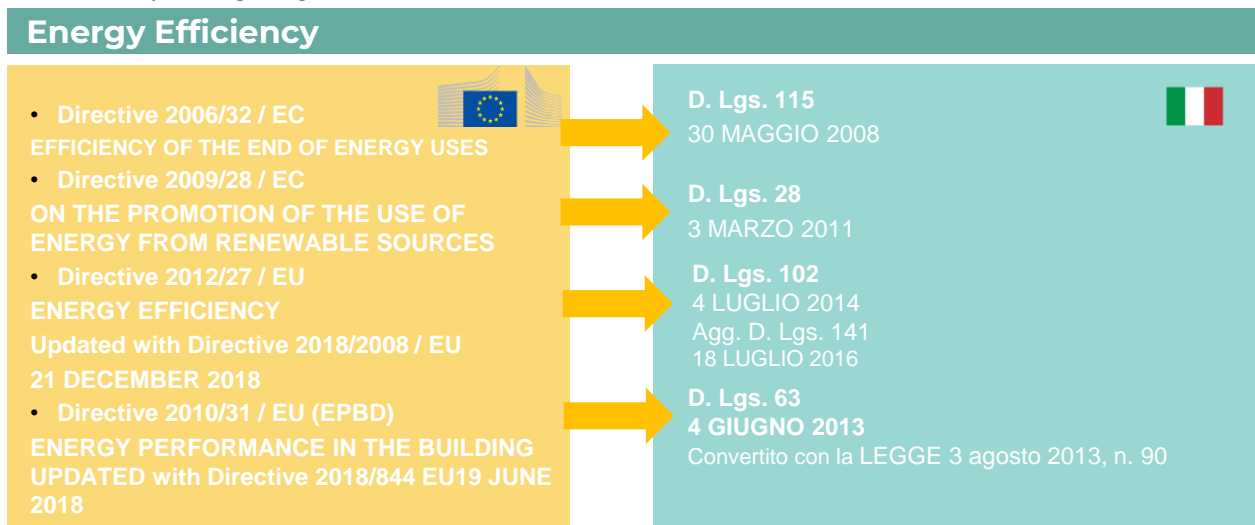 Energy Efficiency
• Directive 2006/32 / EC
EFFICIENCY OF THE END OF ENERGY USES
• Directive 2009/28 / EC
ON THE PROMOTION OF THE USE OF
ENERGY FROM RENEWABLE SOURCES
• Directive 2012/27 / EU
ENERGY EFFICIENCY
Updated with Directive 2018/2008 / EU
21 DECEMBER 2018
• Directive 2010/31 / EU (EPBD)
ENERGY PERFORMANCE IN THE BUILDING
UPDATED with Directive 2018/844 EU19 JUNE
2018
D. Lgs. 115
30 MAGGIO 2008
D. Lgs. 28
3 MARZO 2011
D. Lgs. 102
4 LUGLIO 2014
Agg. D. Lgs. 141
18 LUGLIO 2016
D. Lgs. 63
4 GIUGNO 2013
Convertito con la LEGGE 3 agosto 2013, n. 90